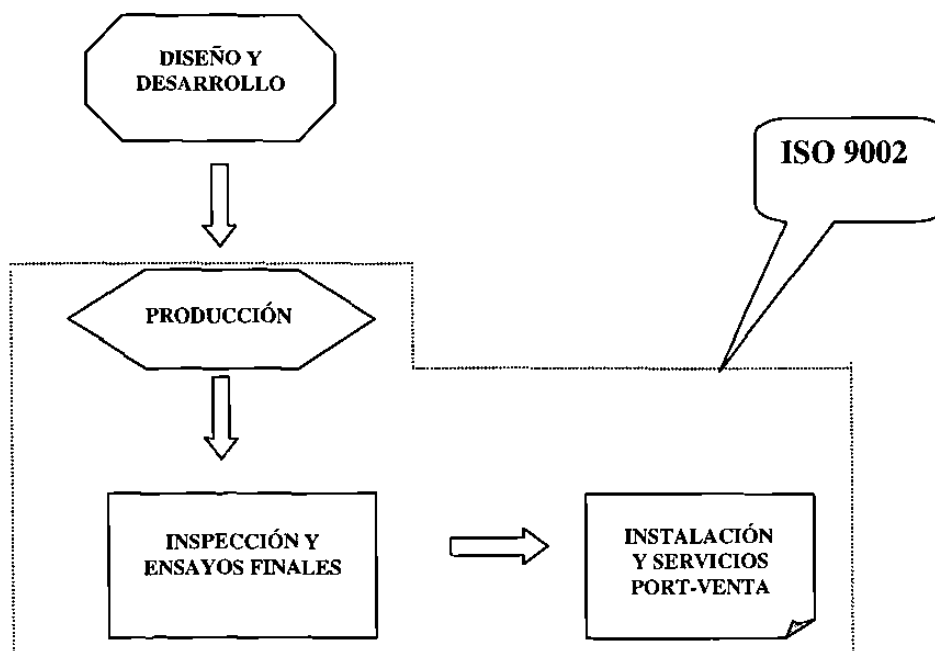 DISEÑO Y
DESARROLLO
ISO 9002
PRODUCCIÓN
INSPECCIÓN Y
ENSAYOS FINALES
INSTALACIÓN
Y SERVICIOS
PORT-VENTA